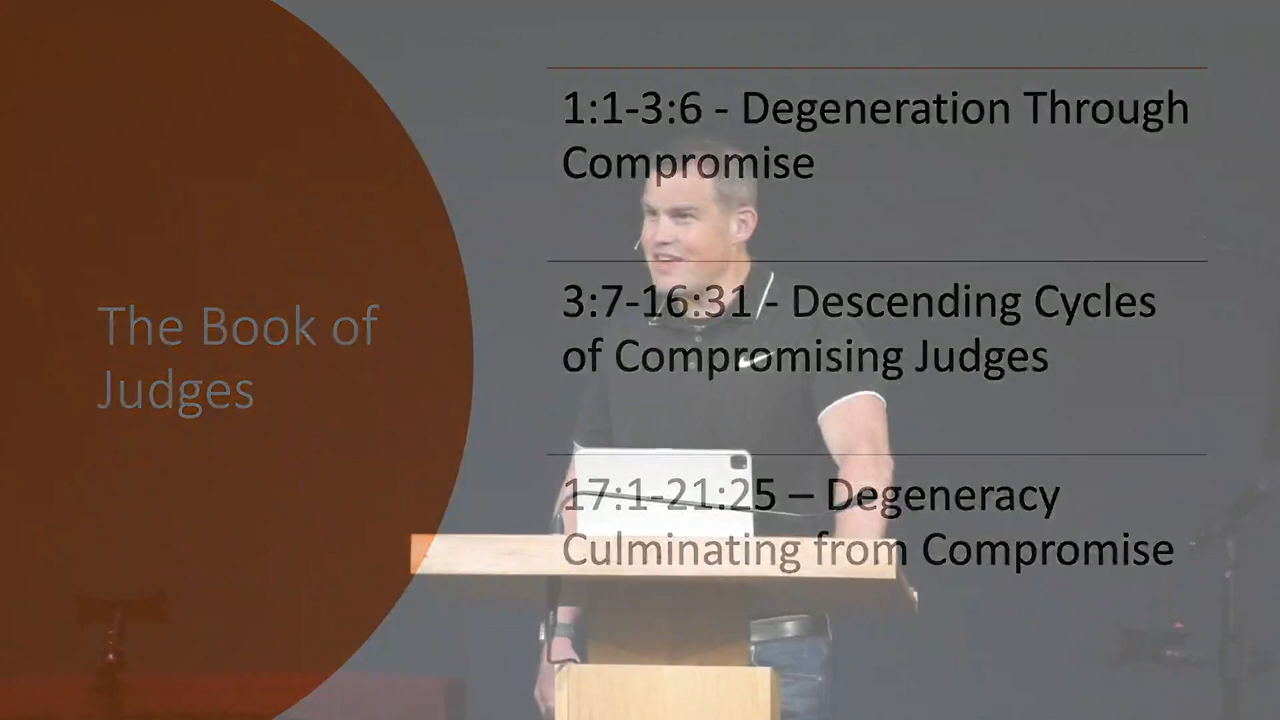 The Book of
Judges
1:1-3:6 - Degeneration Through
Compromise
3:7-16:31 - Descending Cycles
of Compromising Judges
17:1-21:25 – Degeneracy
Culminating from Compromise